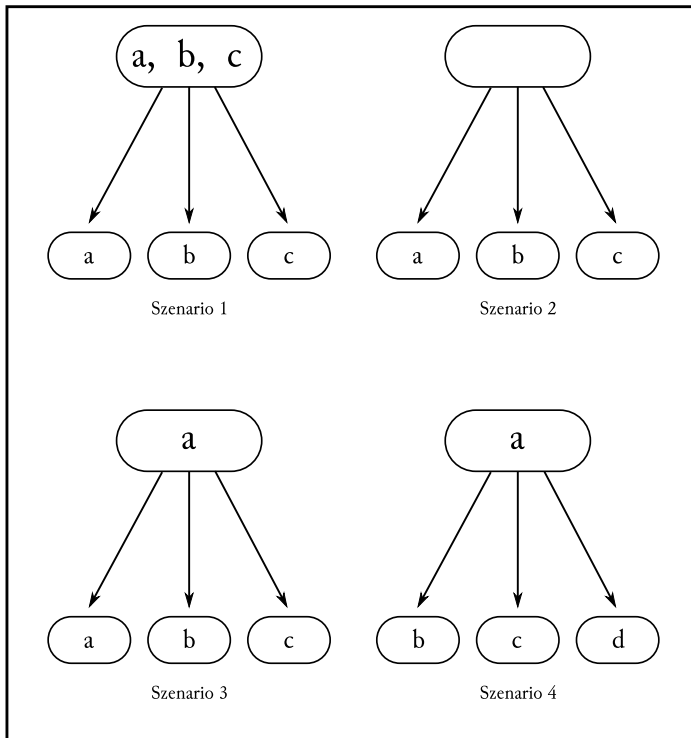 a, b, c
a b c a b c
Szenario 1 Szenario 2
a a
a b c b c d
Szenario 3 Szenario 4